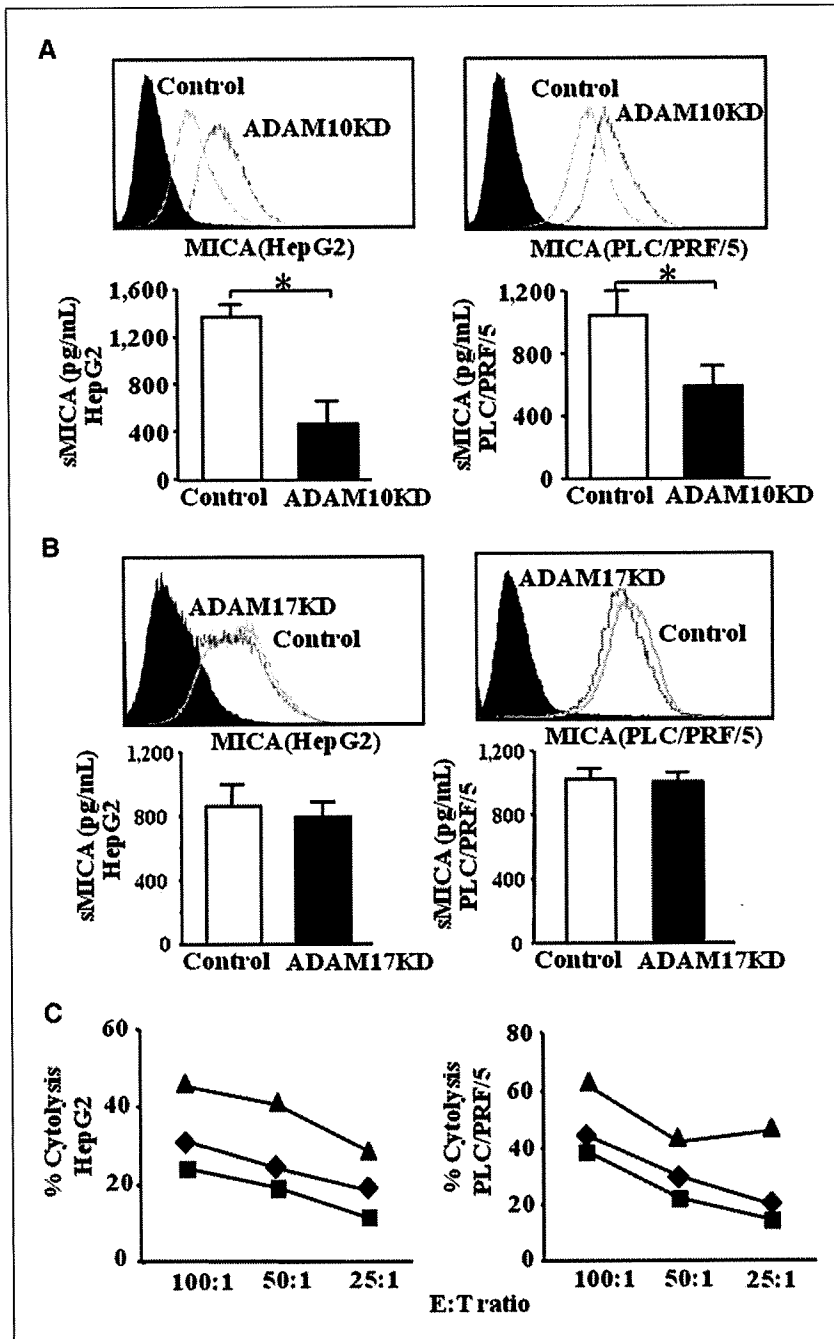 A
Control
ADAM10KD
MICA(HepG2)
Control
ADAM10KD
MICA(PLC/PRF/5)
sMICA (pg/mL)
HepG2
1,600
1,200
800
400
0
*
Control ADAM10KD
sMICA (pg/mL)
PLC/PRF/5
1,200
800
400
0
*
Control ADAM10KD
B
ADAM17KD
Control
MICA(HepG2)
ADAM17KD
Control
MICA(PLC/PRF/5)
sMICA (pg/mL)
HepG2
1,200
800
400
0
Control ADAM17KD
sMICA (pg/mL)
PLC/PRF/5
1,200
800
400
0
Control ADAM17KD
C
% Cytolysis
HepG2
60
40
20
0
100:1 50:1 25:1
% Cytolysis
PLC/PRF/5
80
60
40
20
0
100:1 50:1 25:1
E:T ratio